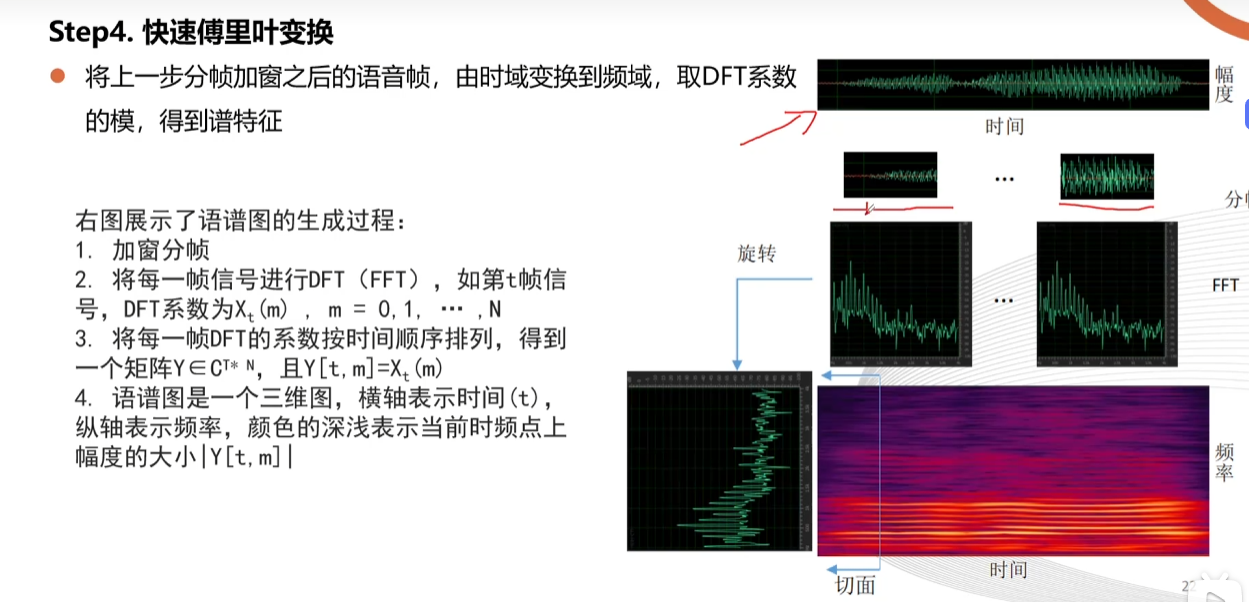 Step4. 快速傅里叶变换
将上一步分帧加窗之后的语音帧，由时域变换到频域，取DFT系数
的模，得到谱特征
幅
度
时间
...
分帧
右图展示了语谱图的生成过程：
1. 加窗分帧
2. 将每一帧信号进行DFT（FFT），如第t帧信
号，DFT系数为Xt(m) , m = 0,1, … ,N
3. 将每一帧DFT的系数按时间顺序排列，得到
一个矩阵Y∈C^T* N，且Y[t,m]=Xt(m)
4. 语谱图是一个三维图，横轴表示时间(t)，
纵轴表示频率，颜色的深浅表示当前时频点上
幅度的大小|Y[t,m]|
旋转
...
FFT
频
率
时间
切面